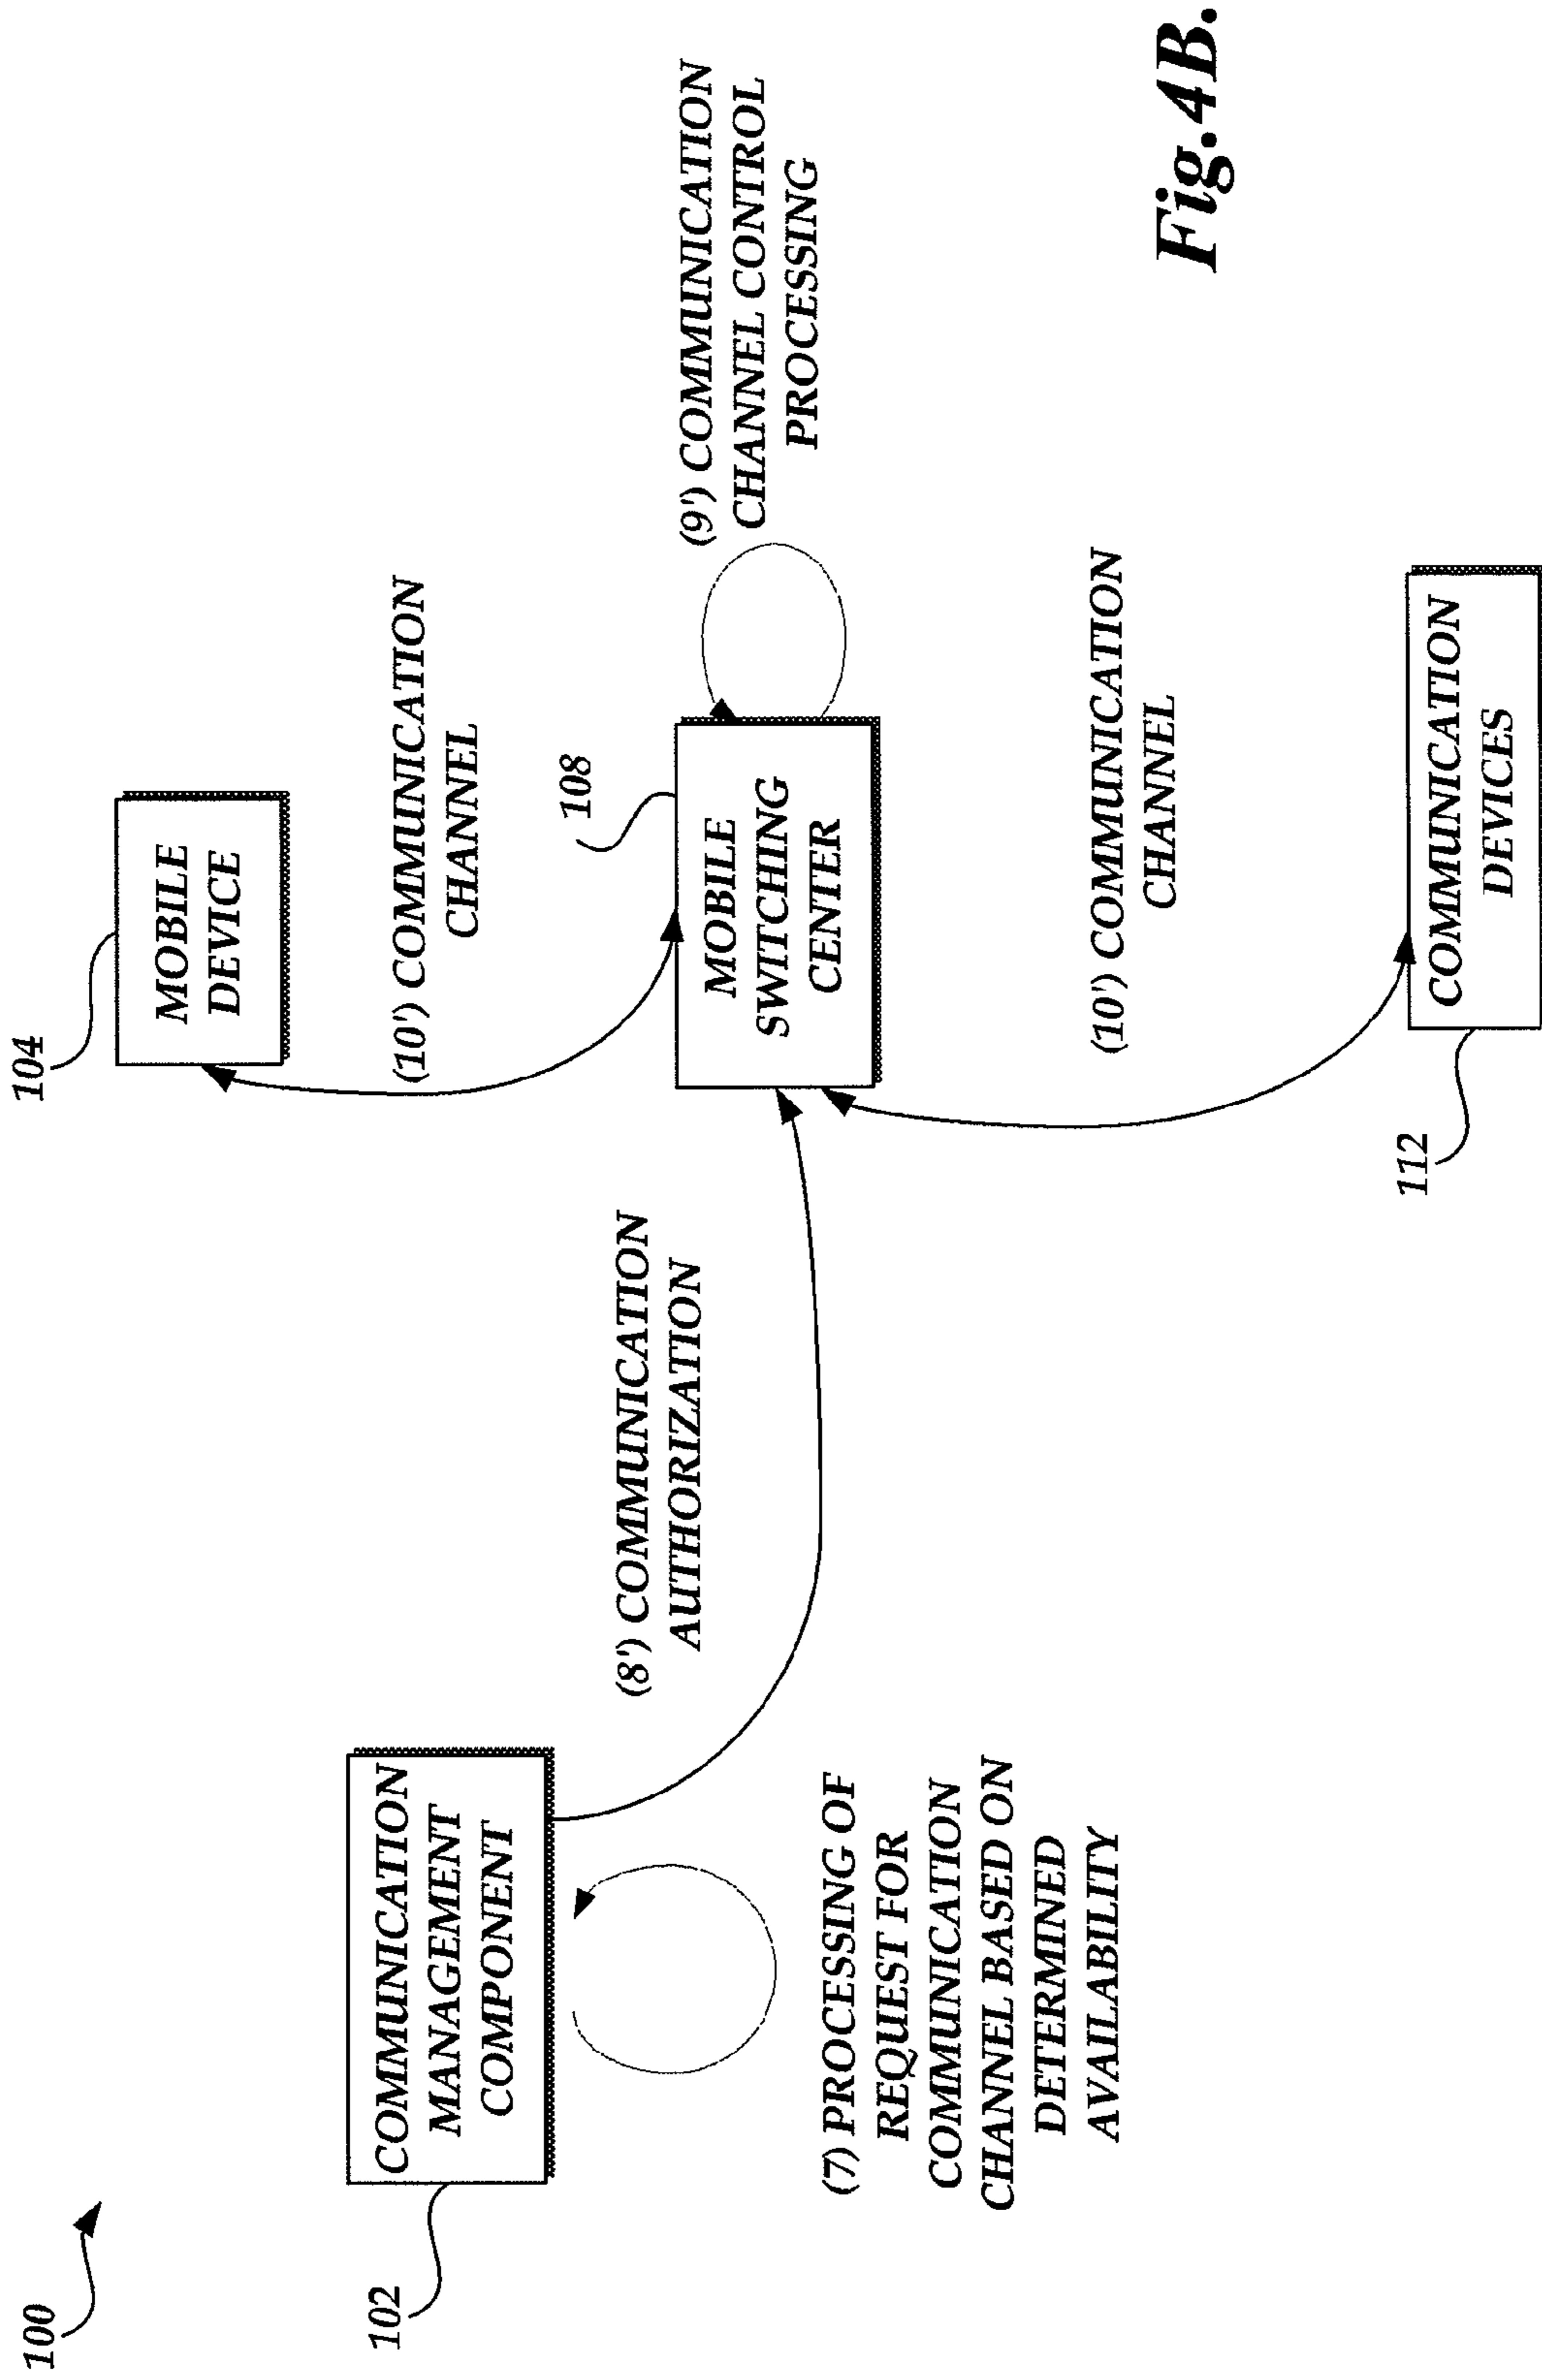 100
104
MOBILE
DEVICE
102
COMMUNICATION
MANAGEMENT
COMPONENT
(10') COMMUNICATION
CHANNEL
108
(8') COMMUNICATION
AUTHORIZATION
MOBILE
SWITCHING
CENTER
(9') COMMUNICATION
CHANNEL CONTROL
PROCESSING
(7) PROCESSING OF
REQUEST FOR
COMMUNICATION
CHANNEL BASED ON
DETERMINED
AVAILABILITY
(10') COMMUNICATION
CHANNEL
112
COMMUNICATION
DEVICES
Fig.4B.